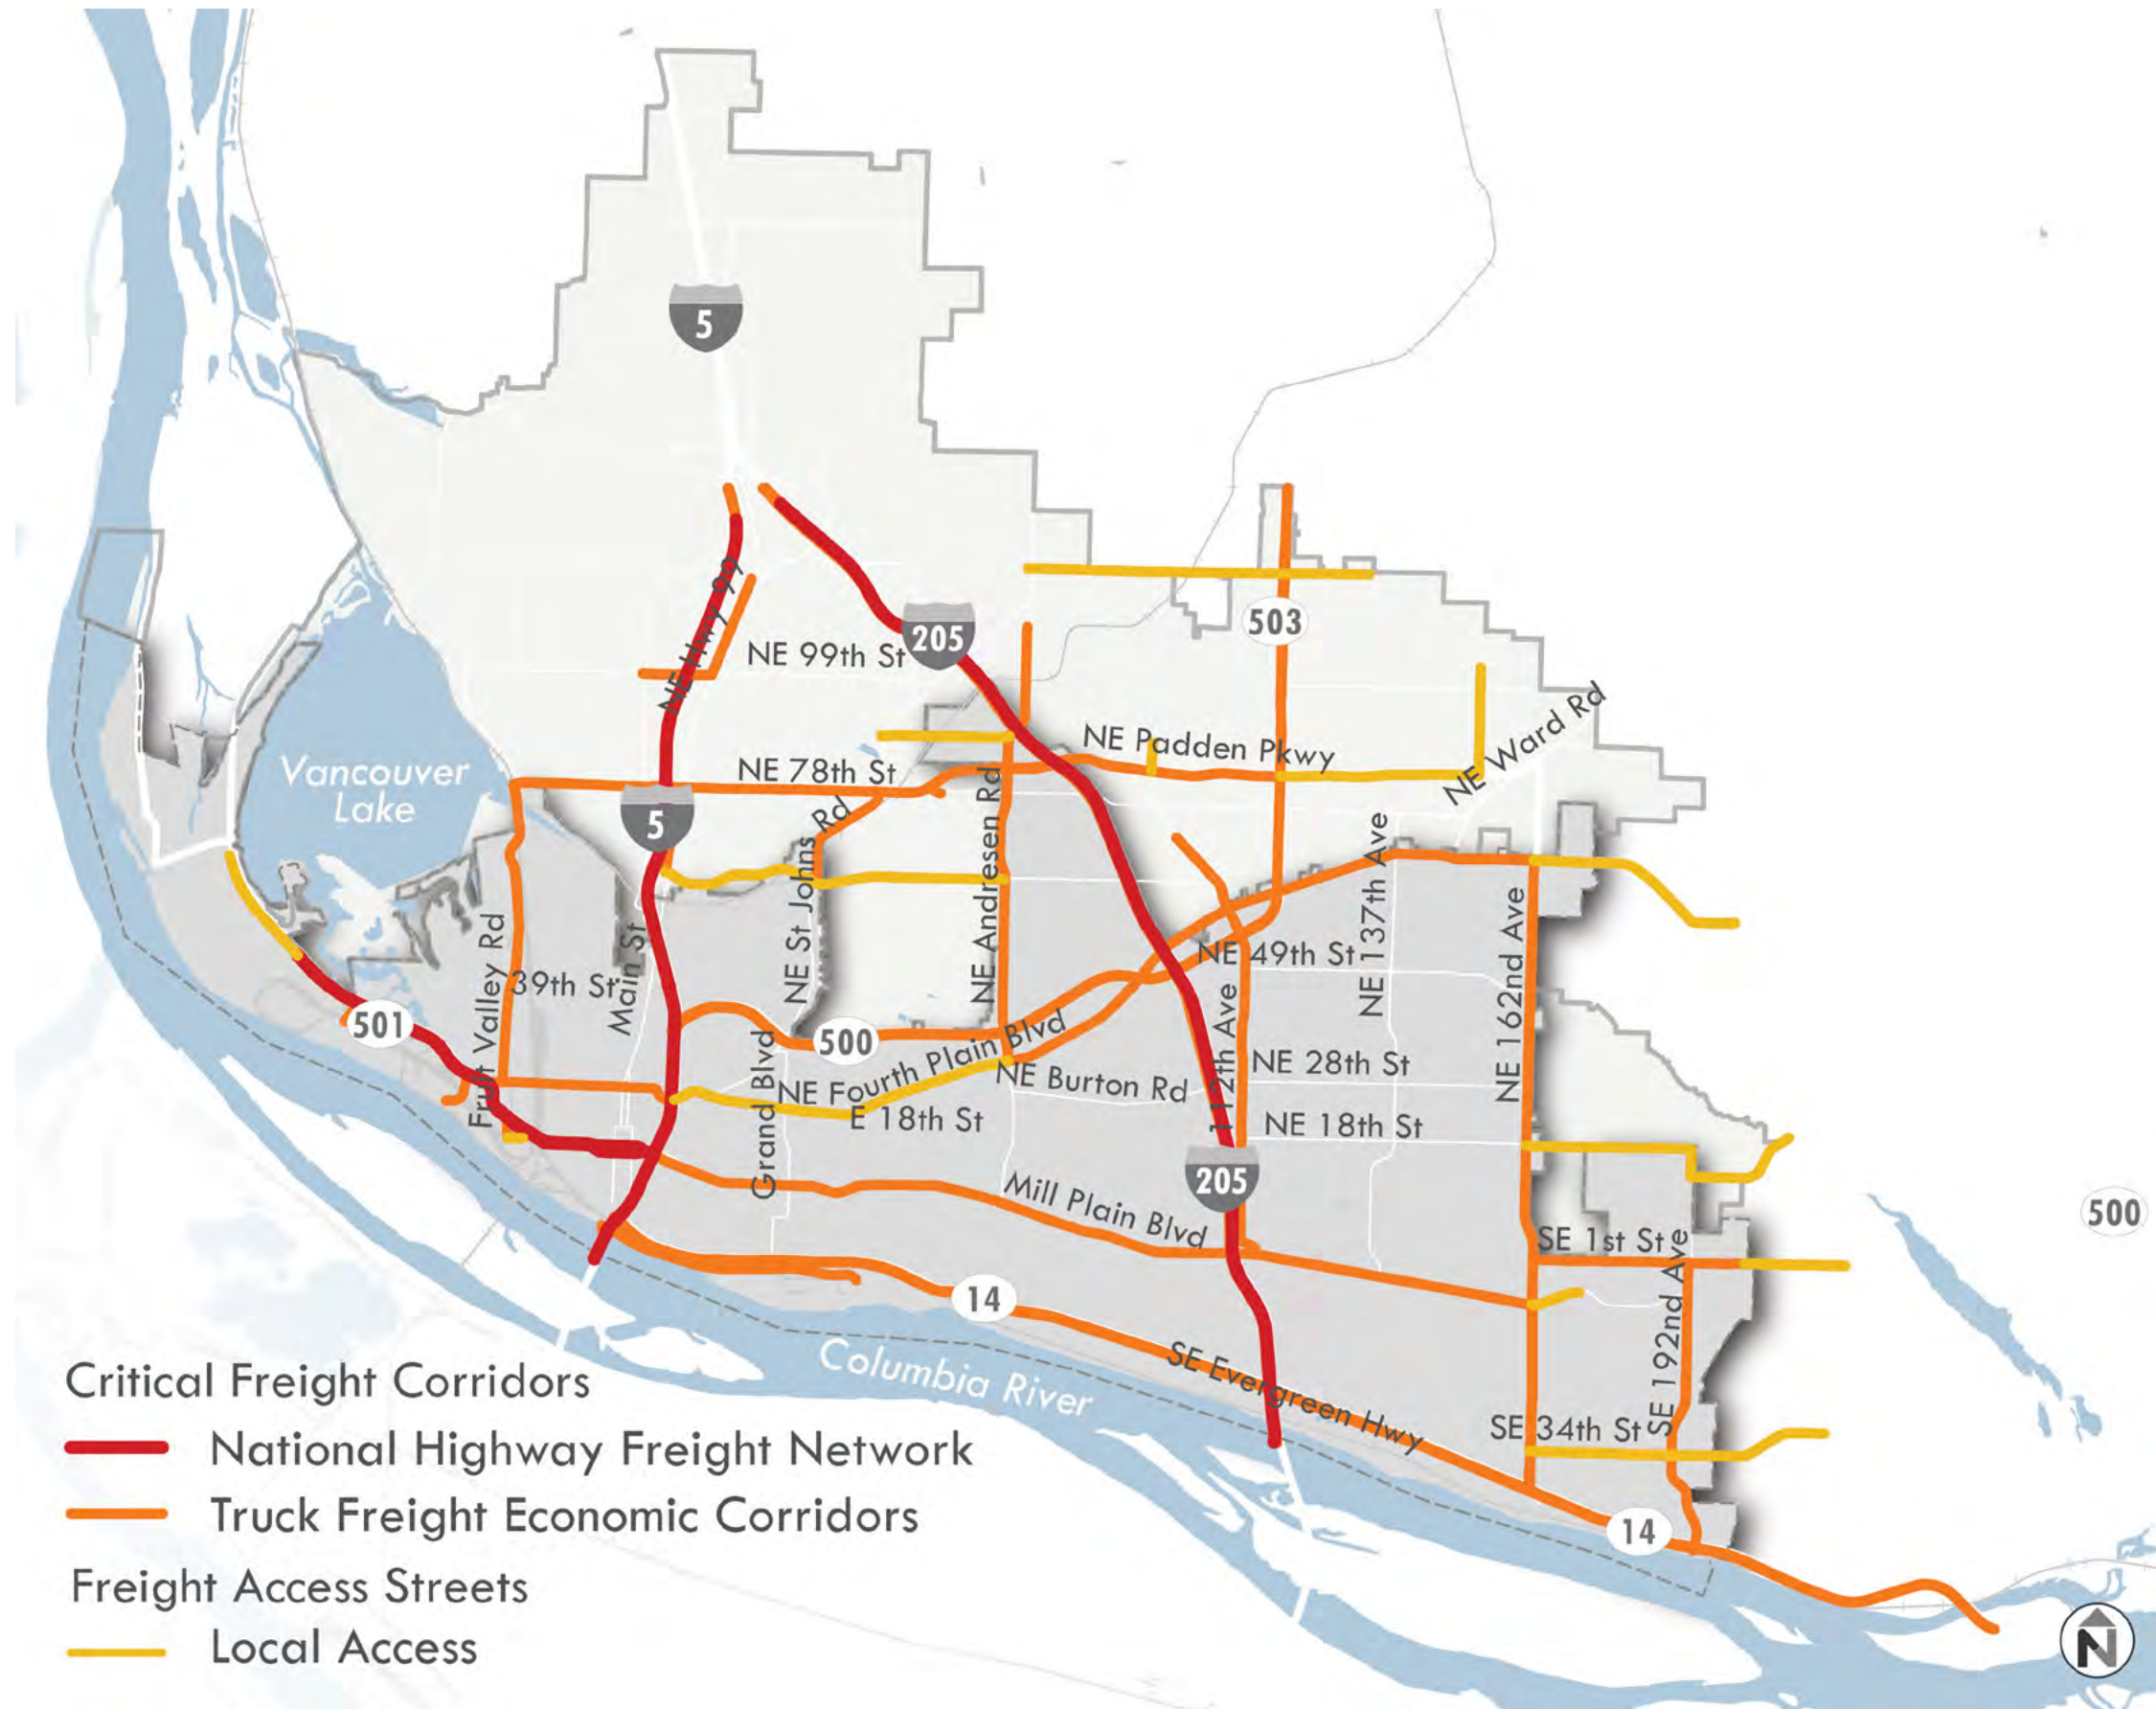 5
NE Hwy 99
205
503
NE 99th St
NE Padden Pkwy
NE Ward Rd
NE 78th St
Vancouver
Lake
5
NE St Johns Rd
NE Andresen Rd
NE 137th Ave
NE 162nd Ave
Fruit Valley Rd
39th St
Main St
NE 49th St
501
500
112th Ave
NE Fourth Plain Blvd
NE Burton Rd
NE 28th St
Grand Blvd
E 18th St
NE 18th St
205
500
Mill Plain Blvd
SE 1st St
SE 192nd Ave
14
Columbia River
SE Evergreen Hwy
SE 34th St
14
Critical Freight Corridors
National Highway Freight Network
Truck Freight Economic Corridors
Freight Access Streets
Local Access
N